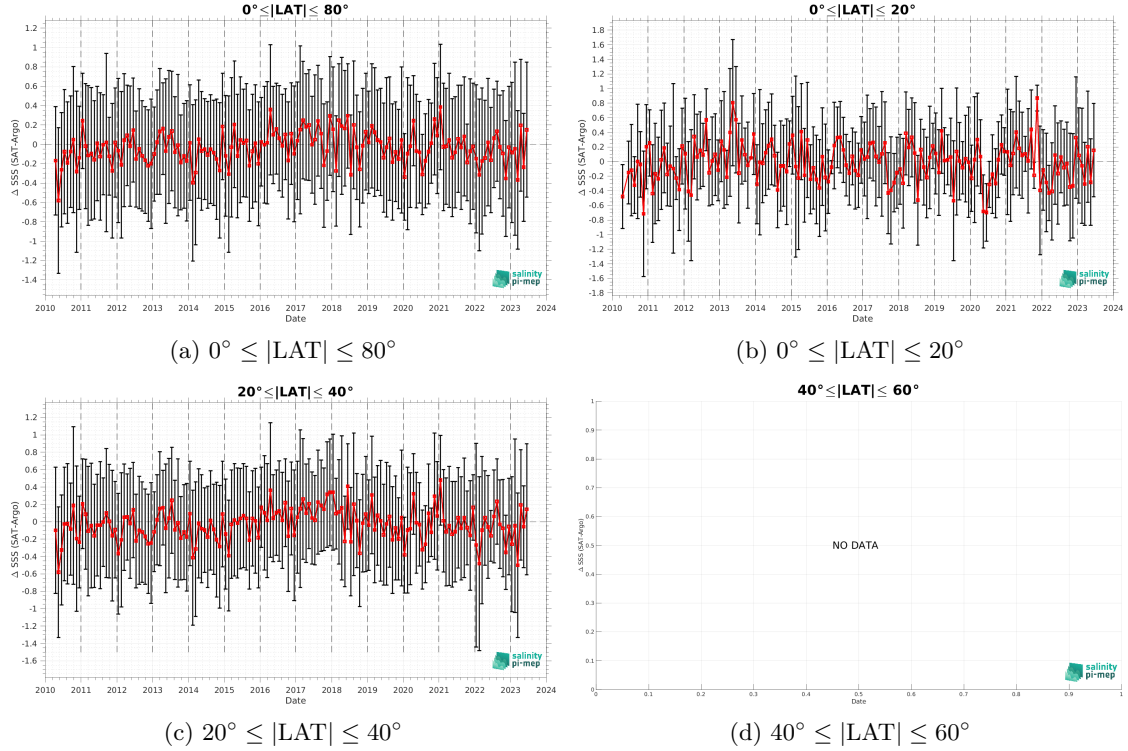 0°≤|LAT|≤ 80°
1.2
1
0.8
0.6
0.4
0.2
0
-0.2
-0.4
-0.6
-0.8
-1
-1.2
-1.4
Δ SSS (SAT-Argo)
2010 2011 2012 2013 2014 2015 2016 2017 2018 2019 2020 2021 2022 2023 2024
Date
salinity
pi-mep
(a) 0° ≤ |LAT| ≤ 80°
0°≤|LAT|≤ 20°
1.8
1.6
1.4
1.2
1
0.8
0.6
0.4
0.2
0
-0.2
-0.4
-0.6
-0.8
-1
-1.2
-1.4
-1.6
-1.8
Δ SSS (SAT-Argo)
2010 2011 2012 2013 2014 2015 2016 2017 2018 2019 2020 2021 2022 2023 2024
Date
salinity
pi-mep
(b) 0° ≤ |LAT| ≤ 20°
20°≤|LAT|≤ 40°
1.2
1
0.8
0.6
0.4
0.2
0
-0.2
-0.4
-0.6
-0.8
-1
-1.2
-1.4
-1.6
Δ SSS (SAT-Argo)
2010 2011 2012 2013 2014 2015 2016 2017 2018 2019 2020 2021 2022 2023 2024
Date
salinity
pi-mep
(c) 20° ≤ |LAT| ≤ 40°
40°≤|LAT|≤ 60°
1
0.9
0.8
0.7
0.6
0.5
0.4
0.3
0.2
0.1
0
Δ SSS (SAT-Argo)
NO DATA
0 0.1 0.2 0.3 0.4 0.5 0.6 0.7 0.8 0.9 1
Date
salinity
pi-mep
(d) 40° ≤ |LAT| ≤ 60°